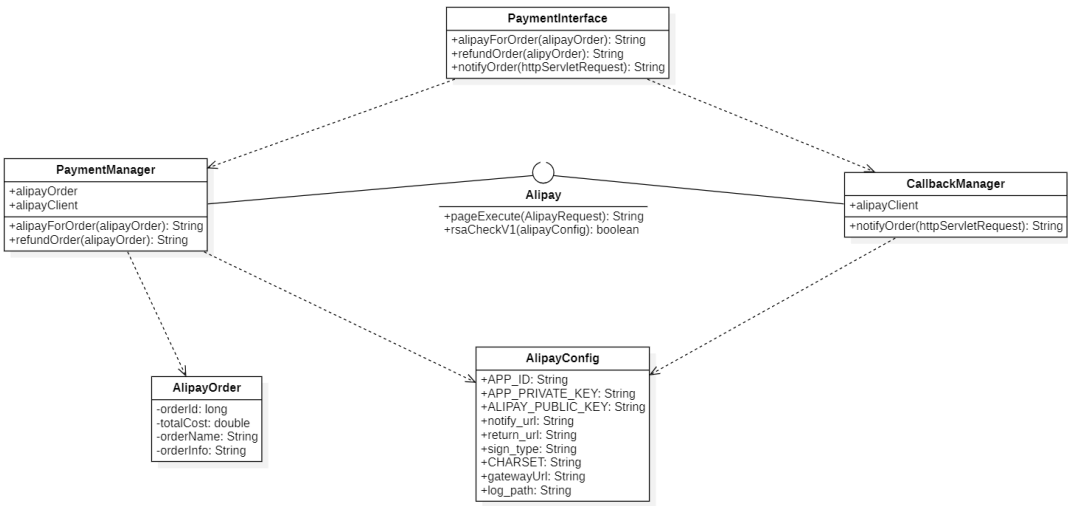 PaymentInterface
+alipayForOrder(alipayOrder): String
+refundOrder(alipyOrder): String
+notifyOrder(httpServletRequest): String
PaymentManager
+alipayOrder
+alipayClient
+alipayForOrder(alipayOrder): String
+refundOrder(alipayOrder): String
Alipay
+pageExecute(AlipayRequest): String
+rsaCheckV1(alipayConfig): boolean
CallbackManager
+alipayClient
+notifyOrder(httpServletRequest): String
AlipayOrder
-orderId: long
-totalCost: double
-orderName: String
-orderInfo: String
AlipayConfig
+APP_ID: String
+APP_PRIVATE_KEY: String
+ALIPAY_PUBLIC_KEY: String
+notify_url: String
+return_url: String
+sign_type: String
+CHARSET: String
+gatewayUrl: String
+log_path: String